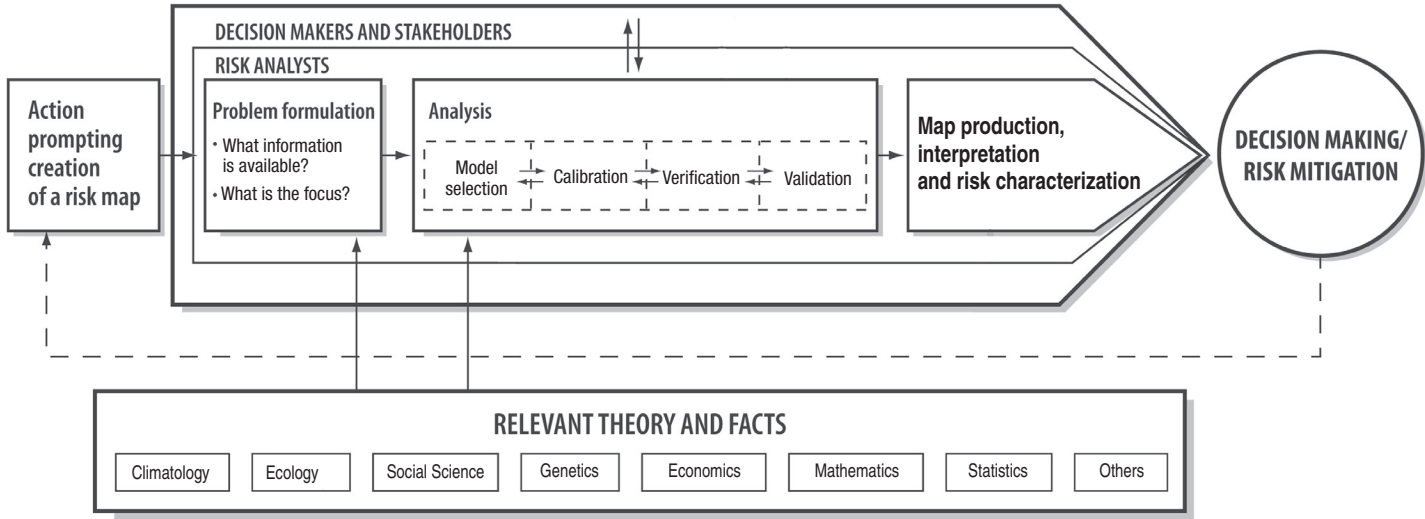 DECISION MAKERS AND STAKEHOLDERS
RISK ANALYSTS
Action
prompting
creation
of a risk map
Problem formulation
• What information
is available?
• What is the focus?
Analysis
Model
selection
Calibration
Verification
Validation
Map production,
interpretation
and risk characterization
DECISION MAKING/
RISK MITIGATION
RELEVANT THEORY AND FACTS
Climatology
Ecology
Social Science
Genetics
Economics
Mathematics
Statistics
Others